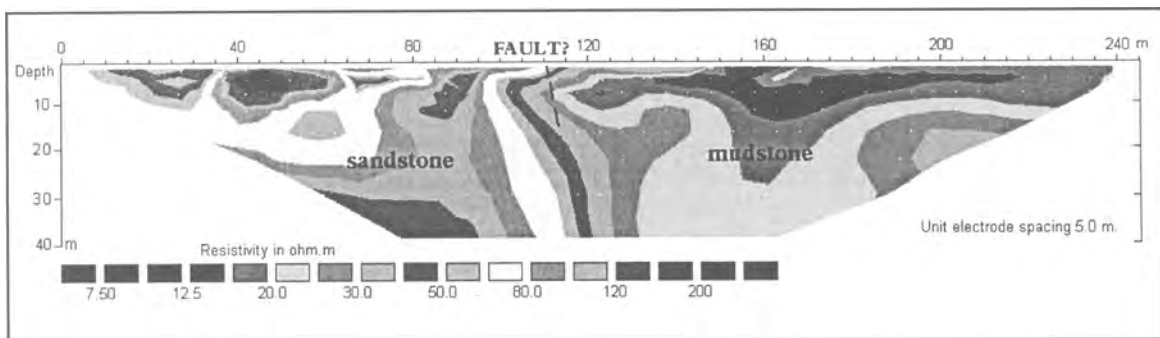 0 40 80 FAULT? 120 160 200 240 m
Depth
10
20
sandstone mudstone
30
40 m
Unit electrode spacing 5.0 m.
Resistivity in ohm.m
7.50 12.5 20.0 30.0 50.0 80.0 120 200